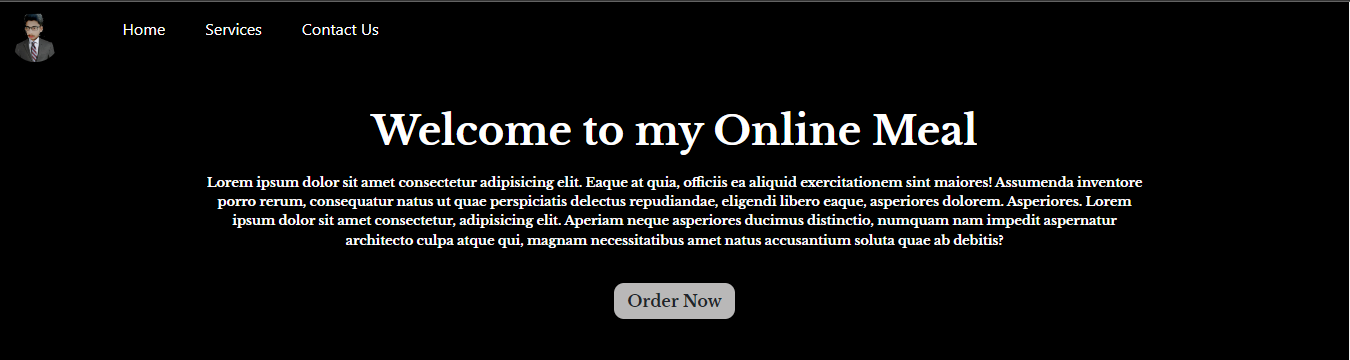 Home Services Contact Us
Welcome to my Online Meal
Lorem ipsum dolor sit amet consectetur adipisicing elit. Eaque at quia, officiis ea aliquid exercitationem sint maiores! Assumenda inventore
porro rerum, consequatur natus ut quae perspiciatis delectus repudiandae, eligendi libero eaque, asperiores dolorem. Asperiores. Lorem
ipsum dolor sit amet consectetur, adipisicing elit. Aperiam neque asperiores ducimus distinctio, numquam nam impedit aspernatur
architecto culpa atque qui, magnam necessitatibus amet natus accusantium soluta quae ab debitis?
Order Now